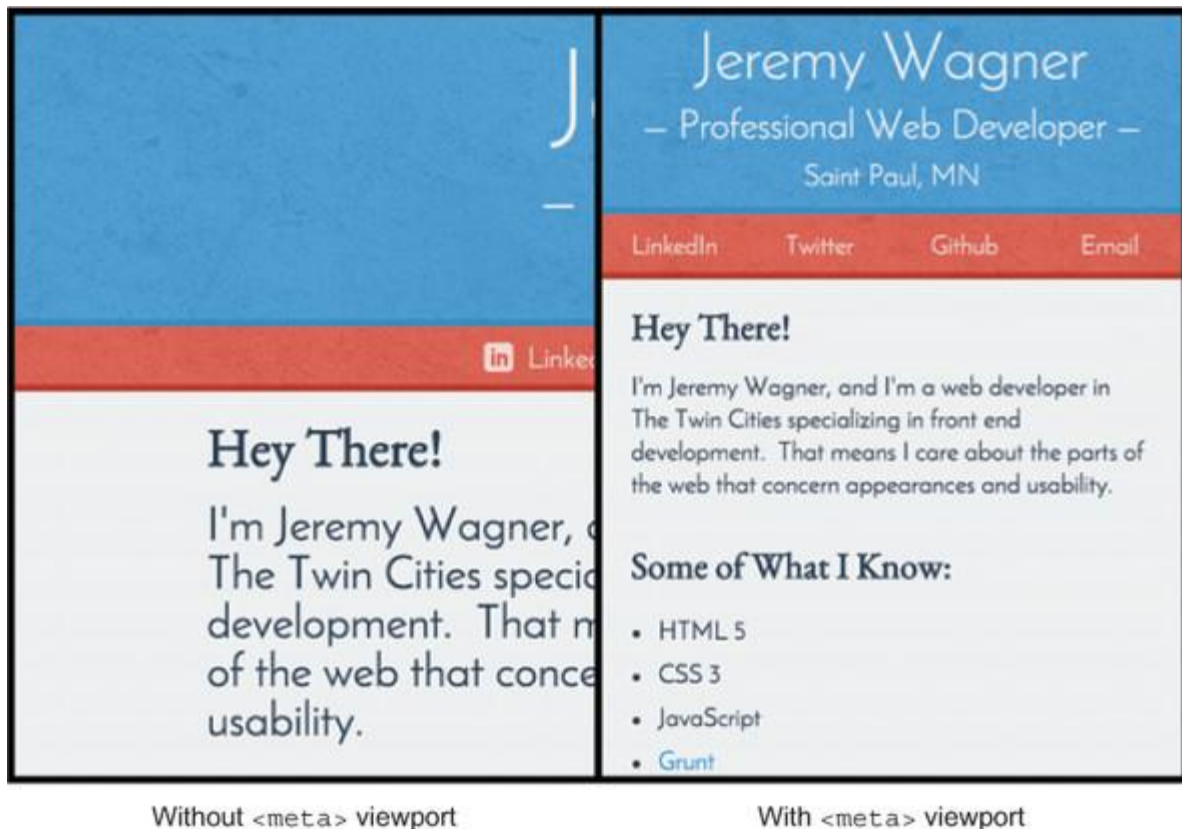 J
–
in Linke
Hey There!
I'm Jeremy Wagner,
The Twin Cities speci
development.  That
of the web that conce
usability.
Jeremy Wagner
– Professional Web Developer –
Saint Paul, MN
LinkedIn Twitter Github Email
Hey There!
I'm Jeremy Wagner, and I'm a web developer in
The Twin Cities specializing in front end
development.  That means I care about the parts of
the web that concern appearances and usability.
Some of What I Know:
• HTML 5
• CSS 3
• JavaScript
• Grunt
Without <meta> viewport
With <meta> viewport